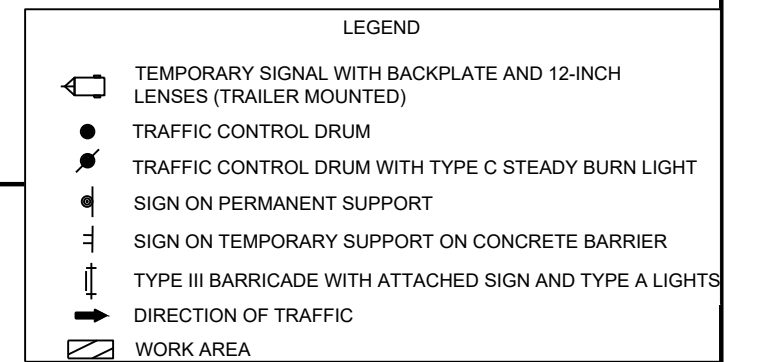 LEGEND
TEMPORARY SIGNAL WITH BACKPLATE AND 12-INCH
LENSES (TRAILER MOUNTED)
TRAFFIC CONTROL DRUM
TRAFFIC CONTROL DRUM WITH TYPE C STEADY BURN LIGHT
SIGN ON PERMANENT SUPPORT
SIGN ON TEMPORARY SUPPORT ON CONCRETE BARRIER
TYPE III BARRICADE WITH ATTACHED SIGN AND TYPE A LIGHTS
DIRECTION OF TRAFFIC
WORK AREA